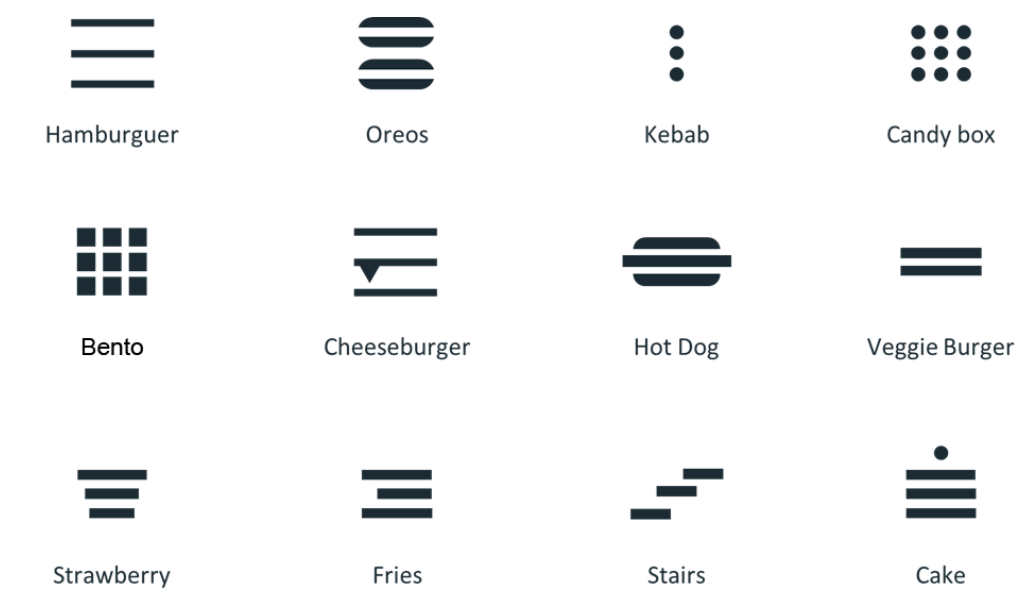 Hamburguer
Oreos
Kebab
Candy box
Bento
Cheeseburger
Hot Dog
Veggie Burger
Strawberry
Fries
Stairs
Cake